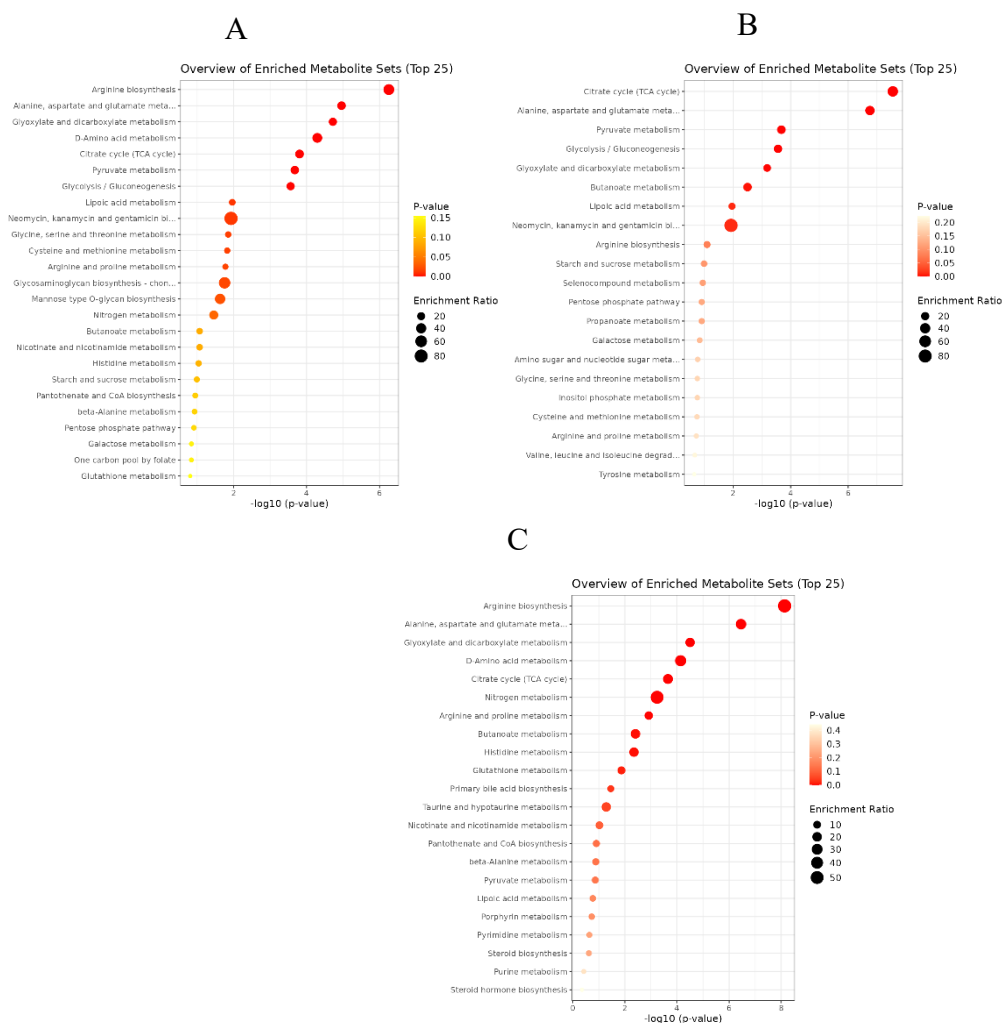 A
Overview of Enriched Metabolite Sets (Top 25)
Arginine biosynthesis
Alanine, aspartate and glutamate meta...
Glyoxylate and dicarboxylate metabolism
D-Amino acid metabolism
Citrate cycle (TCA cycle)
Pyruvate metabolism
Glycolysis / Gluconeogenesis
Lipoic acid metabolism
Neomycin, kanamycin and gentamicin bi...
Glycine, serine and threonine metabolism
Cysteine and methionine metabolism
Arginine and proline metabolism
Glycosaminoglycan biosynthesis - chon...
Mannose type O-glycan biosynthesis
Nitrogen metabolism
Butanoate metabolism
Nicotinate and nicotinamide metabolism
Histidine metabolism
Starch and sucrose metabolism
Pantothenate and CoA biosynthesis
beta-Alanine metabolism
Pentose phosphate pathway
Galactose metabolism
One carbon pool by folate
Glutathione metabolism
2 4 6
-log10 (p-value)
P-value
0.15
0.10
0.05
0.00
Enrichment Ratio
20
40
60
80
B
Overview of Enriched Metabolite Sets (Top 25)
Citrate cycle (TCA cycle)
Alanine, aspartate and glutamate meta...
Pyruvate metabolism
Glycolysis / Gluconeogenesis
Glyoxylate and dicarboxylate metabolism
Butanoate metabolism
Lipoic acid metabolism
Neomycin, kanamycin and gentamicin bi...
Arginine biosynthesis
Starch and sucrose metabolism
Selenocompound metabolism
Pentose phosphate pathway
Propanoate metabolism
Galactose metabolism
Amino sugar and nucleotide sugar meta...
Glycine, serine and threonine metabolism
Inositol phosphate metabolism
Cysteine and methionine metabolism
Arginine and proline metabolism
Valine, leucine and isoleucine degrad...
Tyrosine metabolism
2 4 6
-log10 (p-value)
P-value
0.20
0.15
0.10
0.05
0.00
Enrichment Ratio
20
40
60
80
C
Overview of Enriched Metabolite Sets (Top 25)
Arginine biosynthesis
Alanine, aspartate and glutamate meta...
Glyoxylate and dicarboxylate metabolism
D-Amino acid metabolism
Citrate cycle (TCA cycle)
Nitrogen metabolism
Arginine and proline metabolism
Butanoate metabolism
Histidine metabolism
Glutathione metabolism
Primary bile acid biosynthesis
Taurine and hypotaurine metabolism
Nicotinate and nicotinamide metabolism
Pantothenate and CoA biosynthesis
beta-Alanine metabolism
Pyruvate metabolism
Lipoic acid metabolism
Porphyrin metabolism
Pyrimidine metabolism
Steroid biosynthesis
Purine metabolism
Steroid hormone biosynthesis
0 2 4 6 8
-log10 (p-value)
P-value
0.4
0.3
0.2
0.1
0.0
Enrichment Ratio
10
20
30
40
50